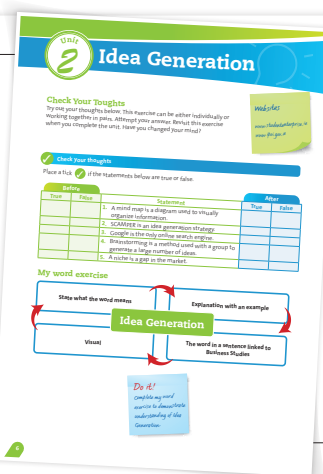 Unit
2
Idea Generation
Check Your Toughts
Try out your thoughts below. This exercise can be either individually or
working together in pairs. Attempt your answer. Revisit this exercise
when you complete the unit. Have you changed your mind?
Websites
www.studententerprise.ie
Check your thoughts
Place a tick if the statements below are true or false.
Before
After
True False Statement True False
1. A mind map is a diagram used to visually
organize information.
2. SCAMPER is an idea generation strategy.
3. Google is the only online search engine.
4. Brainstorming is a method used with a group to
generate a large number of ideas.
5. A niche is a gap in the market.
My word exercise
State what the word means
Explanation with an example
Idea Generation
Visual
The word in a sentence linked to
Business Studies
Do it!
Complete my word
exercise to demonstrate
understanding of Idea
Generation.
6